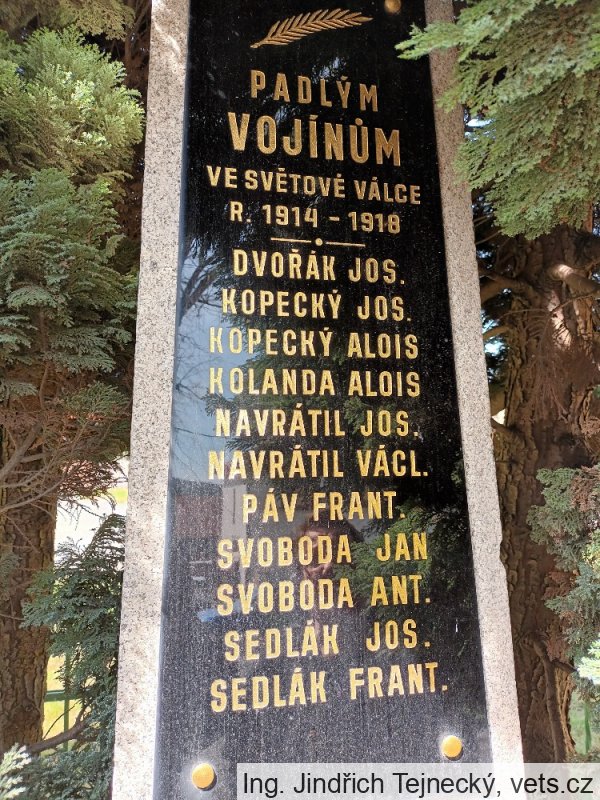 PADLÝM
VOJÍNŮM
VE SVĚTOVÉ VÁLCE
R. 1914 - 1918
DVOŘÁK JOS.
KOPECKÝ JOS.
KOPECKÝ ALOIS
KOLANDA ALOIS
NAVRÁTIL JOS.
NAVRÁTIL VÁCL.
PÁV FRANT.
SVOBODA JAN
SVOBODA ANT.
SEDLÁK JOS.
SEDLÁK FRANT.
Ing. Jindřich Tejnecký, vets.cz